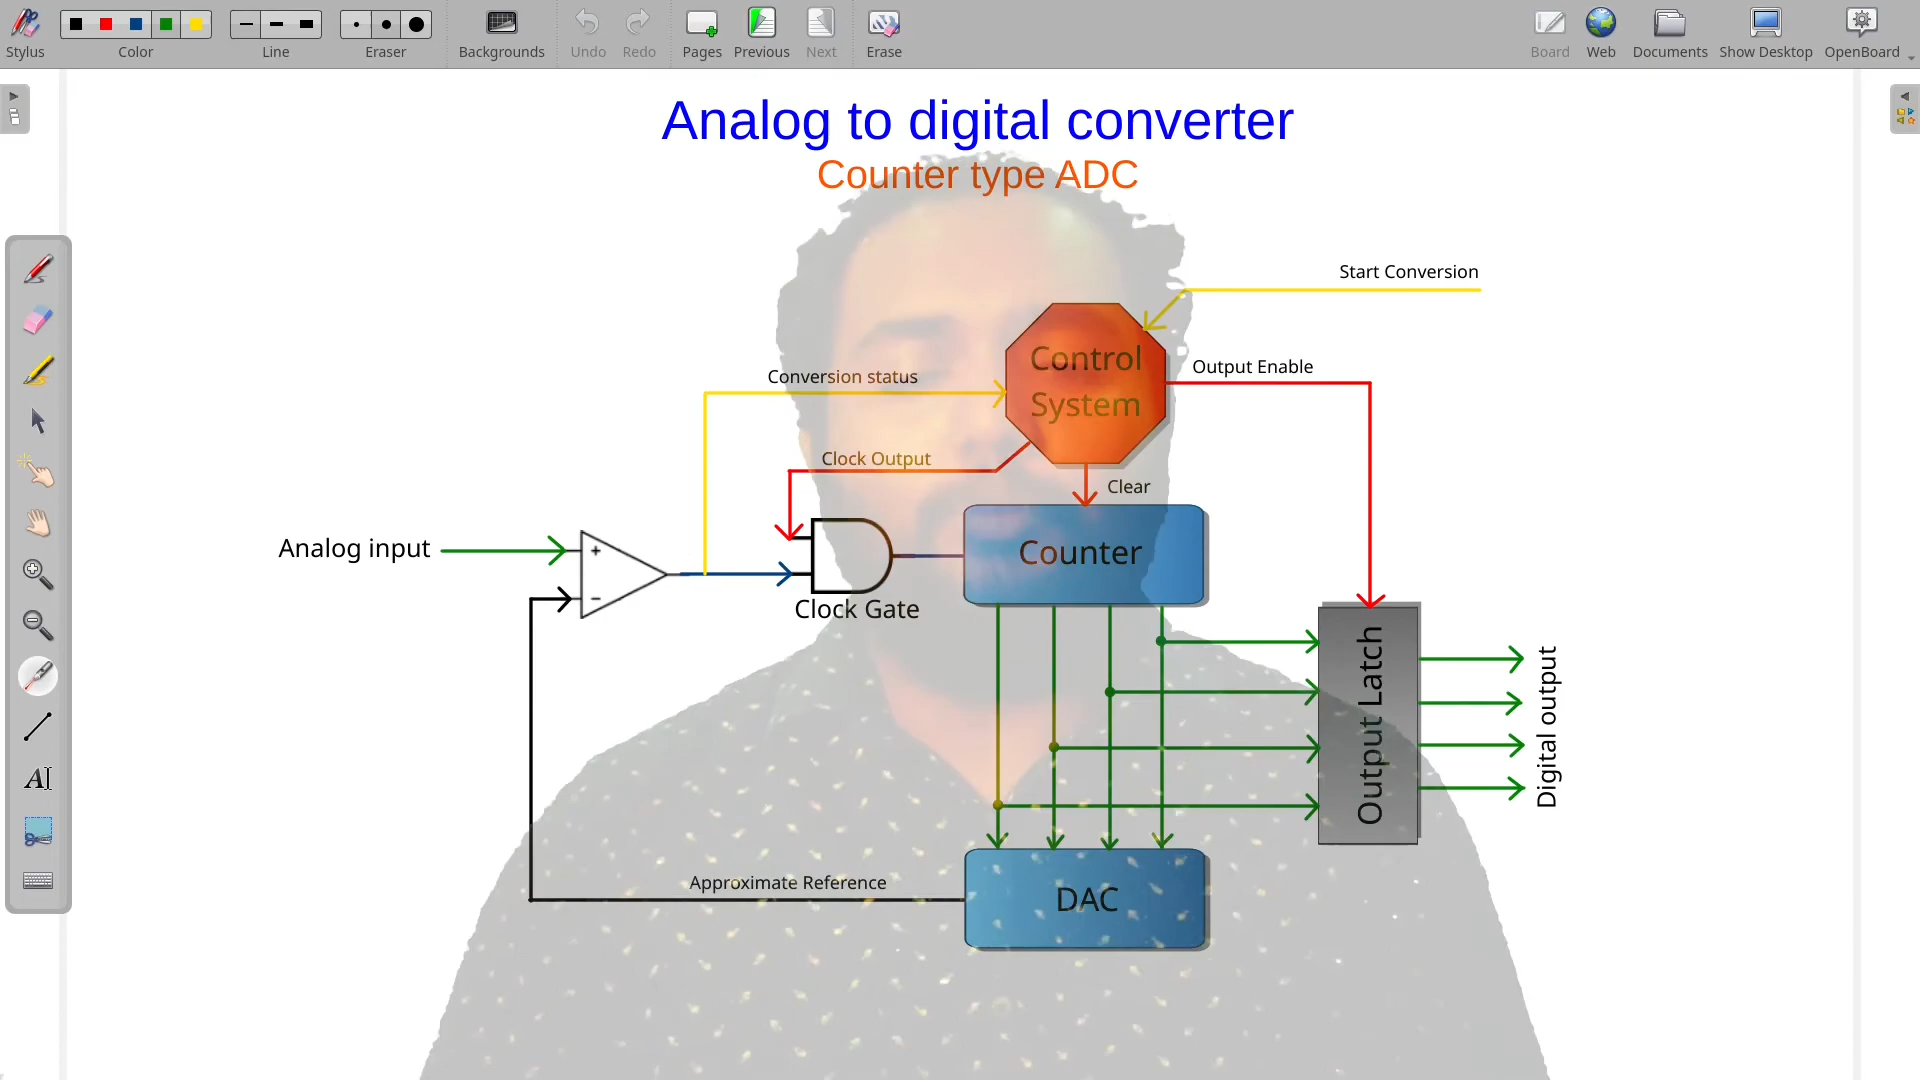 Stylus
Color
Line
Eraser
Backgrounds
Undo
Redo
Pages
Previous
Next
Erase
Board
Web
Documents
Show Desktop
OpenBoard
Analog to digital converter
Counter type ADC
Start Conversion
Control
System
Output Enable
Conversion status
Clock Output
Clear
Analog input
+
−
Clock Gate
Counter
Output Latch
Digital output
Approximate Reference
DAC
AI